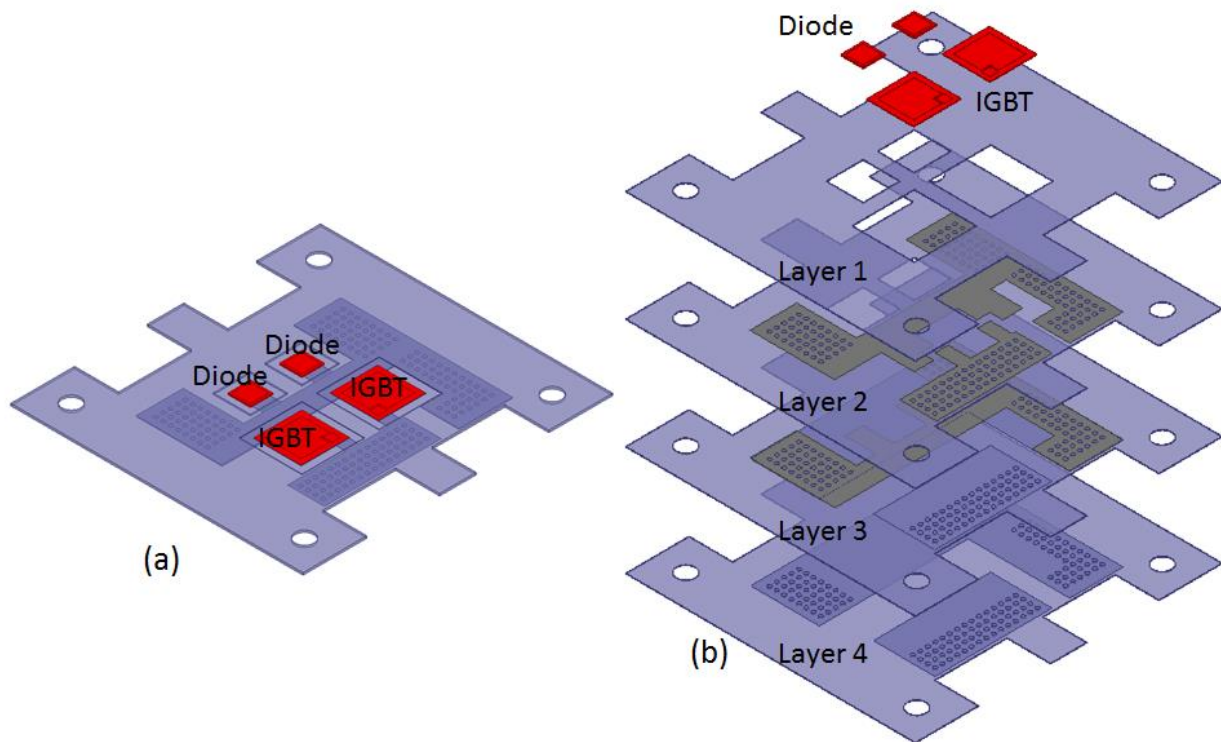 Diode
Diode
IGBT
IGBT
(a)
Diode
IGBT
Layer 1
Layer 2
Layer 3
Layer 4
(b)